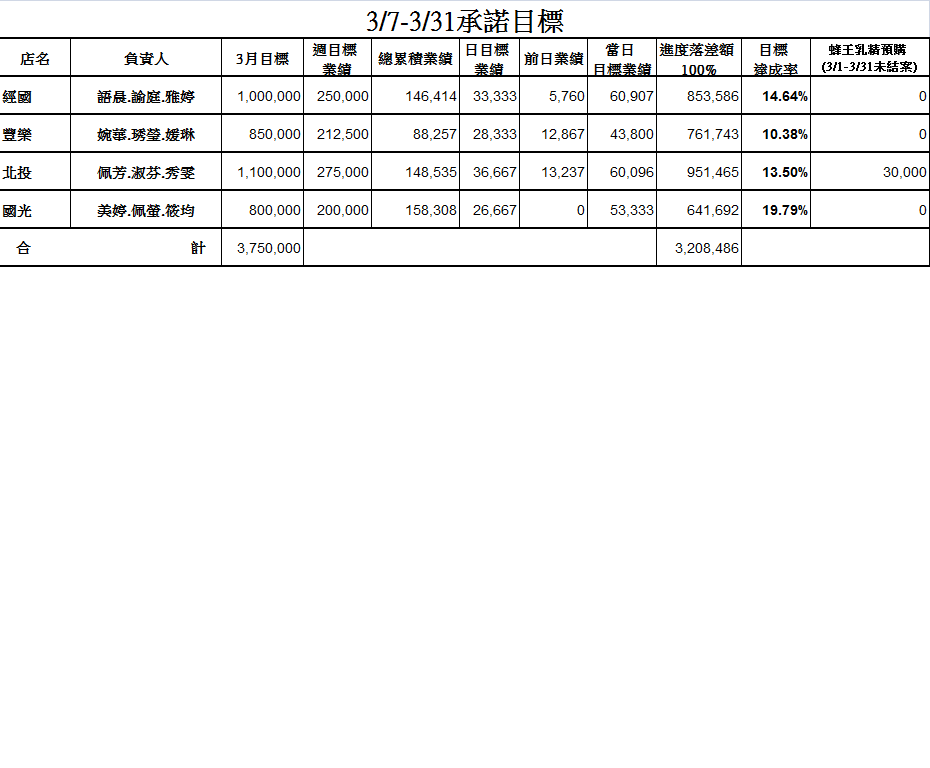 3/7-3/31承諾目標
店名 負責人 3月目標 週目標業績 總累積業績 日目標業績 前日業績 當日目標業績 進度落差額100% 目標達成率 蜂王乳精預購(3/1-3/31未結案)
經國 語晨.諭庭.雅婷 1,000,000 250,000 146,414 33,333 5,760 60,907 853,586 14.64% 0
豐樂 婉華.琇瑩.媛琳 850,000 212,500 88,257 28,333 12,867 43,800 761,743 10.38% 0
北投 佩芳.淑芬.秀雯 1,100,000 275,000 148,535 36,667 13,237 60,096 951,465 13.50% 30,000
國光 美婷.佩螢.筱均 800,000 200,000 158,308 26,667 0 53,333 641,692 19.79% 0
合計 3,750,000 3,208,486